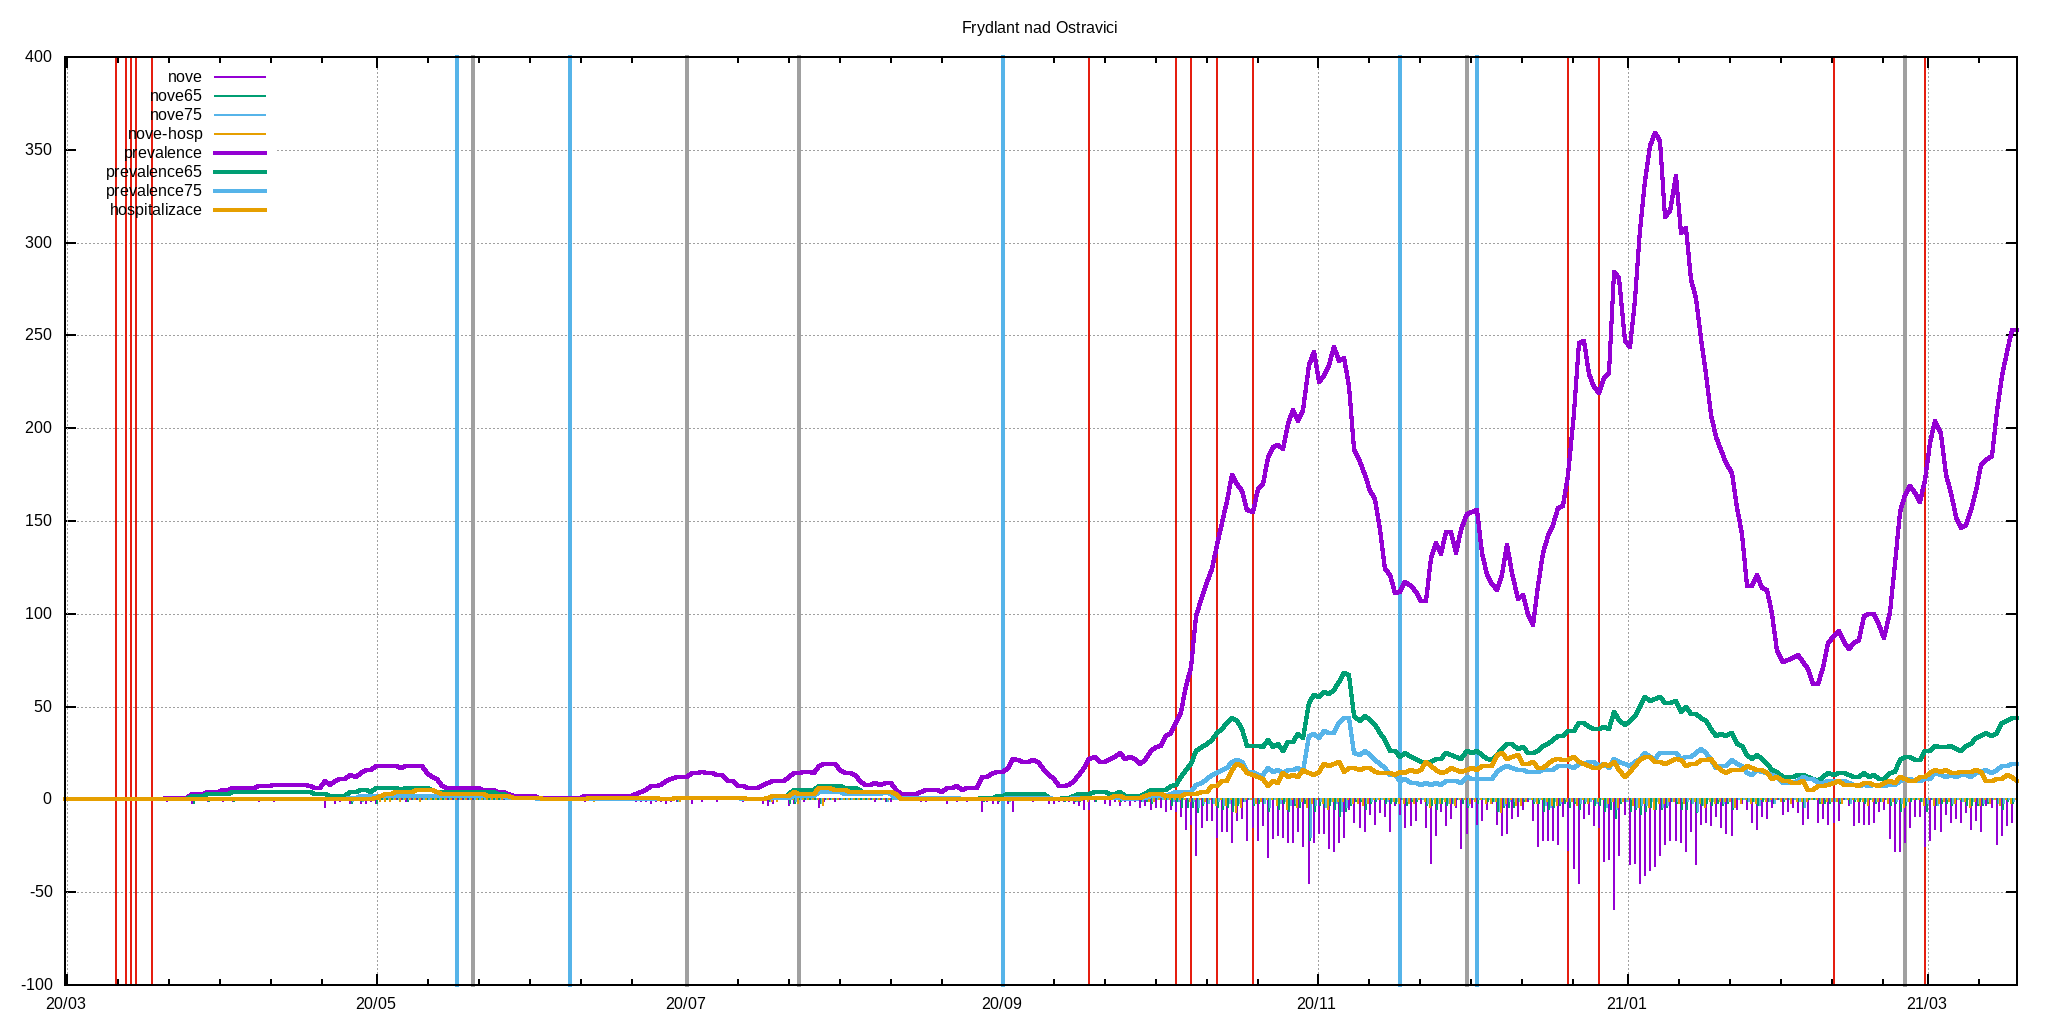 Frydlant nad Ostravici
400
350
300
250
200
150
100
50
0
-50
-100
nove
nove65
nove75
nove-hosp
prevalence
prevalence65
prevalence75
hospitalizace
20/03
20/05
20/07
20/09
20/11
21/01
21/03